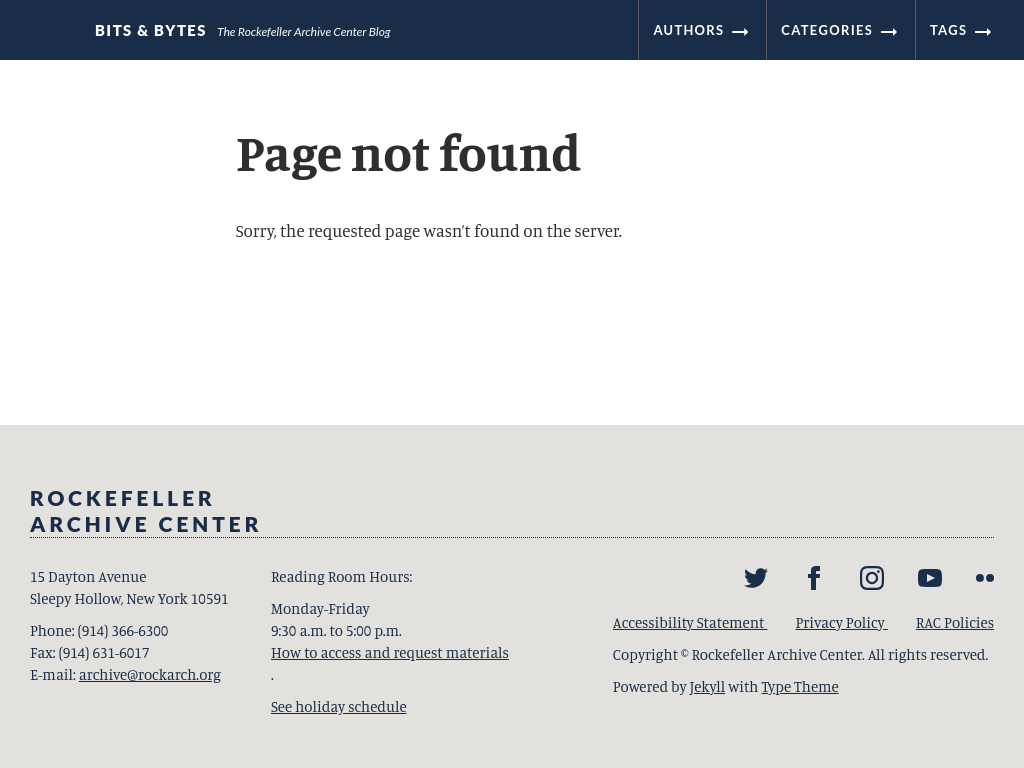 BITS & BYTES The Rockefeller Archive Center Blog
AUTHORS
CATEGORIES
TAGS
Page not found
Sorry, the requested page wasn't found on the server.
ROCKEFELLER
ARCHIVE CENTER
15 Dayton Avenue
Sleepy Hollow, New York 10591
Phone: (914) 366-6300
Fax: (914) 631-6017
E-mail: archive@rockarch.org
Reading Room Hours:
Monday-Friday
9:30 a.m. to 5:00 p.m.
How to access and request materials
.
See holiday schedule
Accessibility Statement Privacy Policy RAC Policies
Copyright © Rockefeller Archive Center. All rights reserved.
Powered by Jekyll with Type Theme